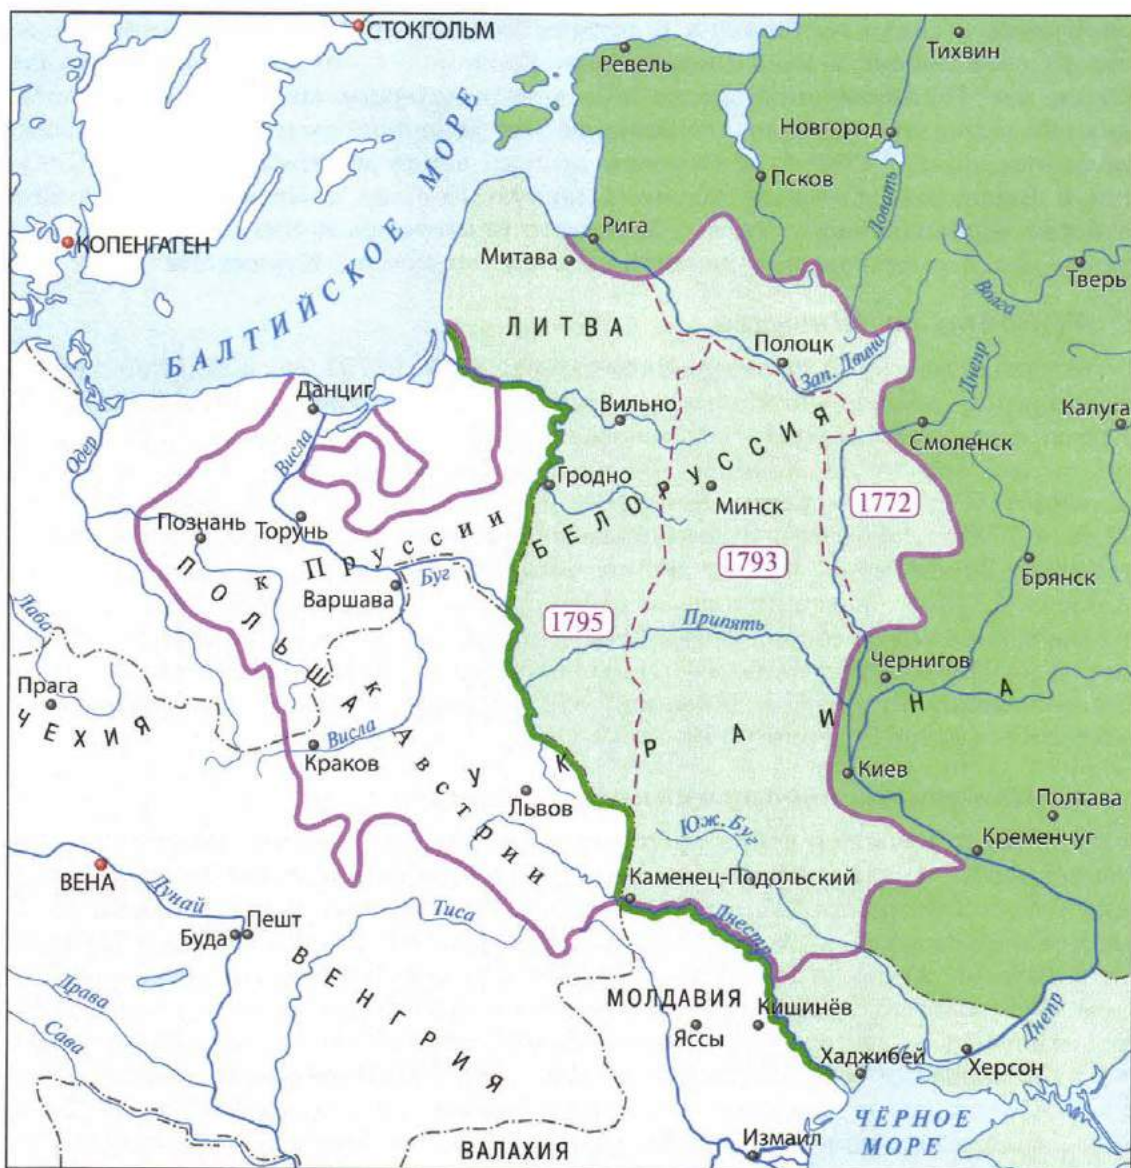 СТОКГОЛЬМ
Тихвин
Ревель
БАЛТИЙСКОЕ МОРЕ
Новгород
Псков
Ловать
КОПЕНГАГЕН
Рига
Митава
Тверь
Волга
ЛИТВА
Полоцк
Зап. Двина
Днепр
Данциг
Вильно
Смоленск
Калуга
Одер
Висла
Гродно
БЕЛОРУССИЯ
Минск
1772
Познань
Торунь
к Пруссии
1793
Брянск
ПОЛЬША
Варшава
Буг
1795
Припять
Лаба
Чернигов
Прага
ЧЕХИЯ
к Австрии
Висла
Краков
УКРАИНА
Киев
Львов
Полтава
Юж. Буг
Кременчуг
ВЕНА
Дунай
Каменец-Подольский
Тиса
Днестр
Пешт
Буда
ВЕНГРИЯ
Драва
МОЛДАВИЯ
Кишинёв
Днепр
Сава
Яссы
Хаджибей
Херсон
ЧЁРНОЕ
МОРЕ
ВАЛАХИЯ
Измаил